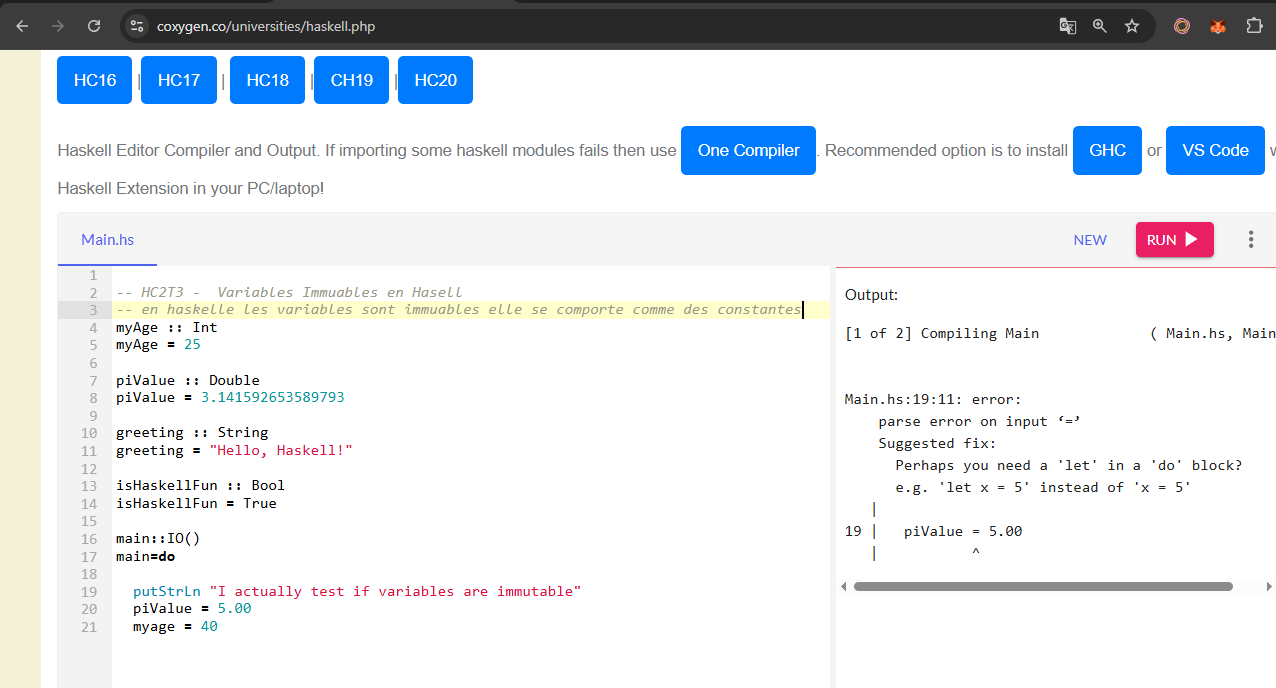 coxygen.co/universities/haskell.php
HC16 | HC17 | HC18 | CH19 | HC20
Haskell Editor Compiler and Output. If importing some haskell modules fails then use One Compiler . Recommended option is to install GHC or VS Code w
Haskell Extension in your PC/laptop!
Main.hs
NEW
RUN
1
2 -- HC2T3 -  Variables Immuables en Hasell
3 -- en haskelle les variables sont immuables elle se comporte comme des constantes
4 myAge :: Int
5 myAge = 25
6
7 piValue :: Double
8 piValue = 3.141592653589793
9
10 greeting :: String
11 greeting = "Hello, Haskell!"
12
13 isHaskellFun :: Bool
14 isHaskellFun = True
15
16 main::IO()
17 main=do
18
19   putStrLn "I actually test if variables are immutable"
20   piValue = 5.00
21   myage = 40
Output:
[1 of 2] Compiling Main             ( Main.hs, Main
Main.hs:19:11: error:
    parse error on input ‘=’
    Suggested fix:
      Perhaps you need a 'let' in a 'do' block?
      e.g. 'let x = 5' instead of 'x = 5'
   |
19 |   piValue = 5.00
   |           ^